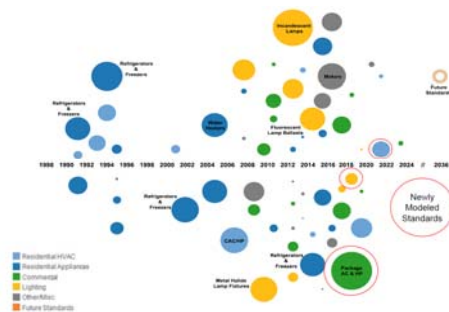 Incandescent
Lamps
Refrigerators
& Freezers
Motors
Future
Standards
Refrigerators
&
Freezers
Water
Heaters
Fluorescent
Lamp Ballasts
1988 1990 1992 1994 1996 1998 2000 2002 2004 2006 2008 2010 2012 2014 2016 2018 2020 2022 2024 // 2036
Newly
Modeled
Standards
Refrigerators
&
Freezers
CAC/HP
Refrigerators
&
Freezers
Package
AC & HP
Metal Halide
Lamp Fixtures
Residential HVAC
Residential Appliances
Commercial
Lighting
Other/Misc
Future Standards